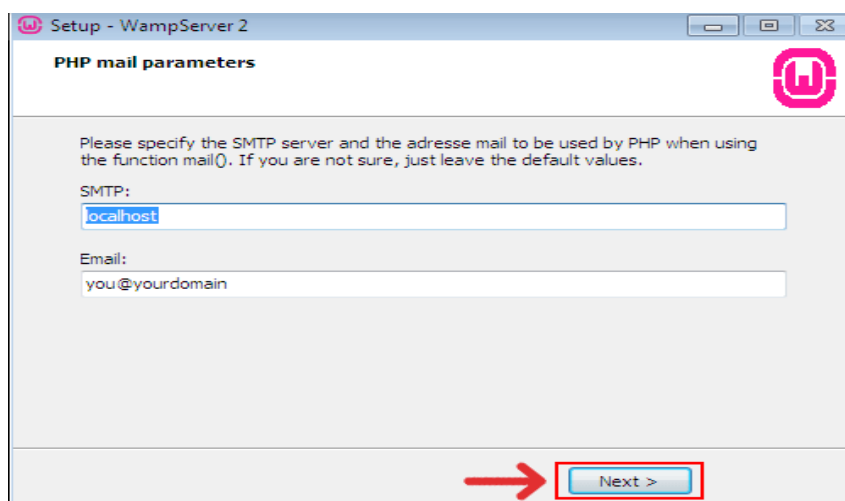 Setup - WampServer 2
PHP mail parameters
Please specify the SMTP server and the adresse mail to be used by PHP when using
the function mail(). If you are not sure, just leave the default values.
SMTP:
localhost
Email:
you@yourdomain
Next >